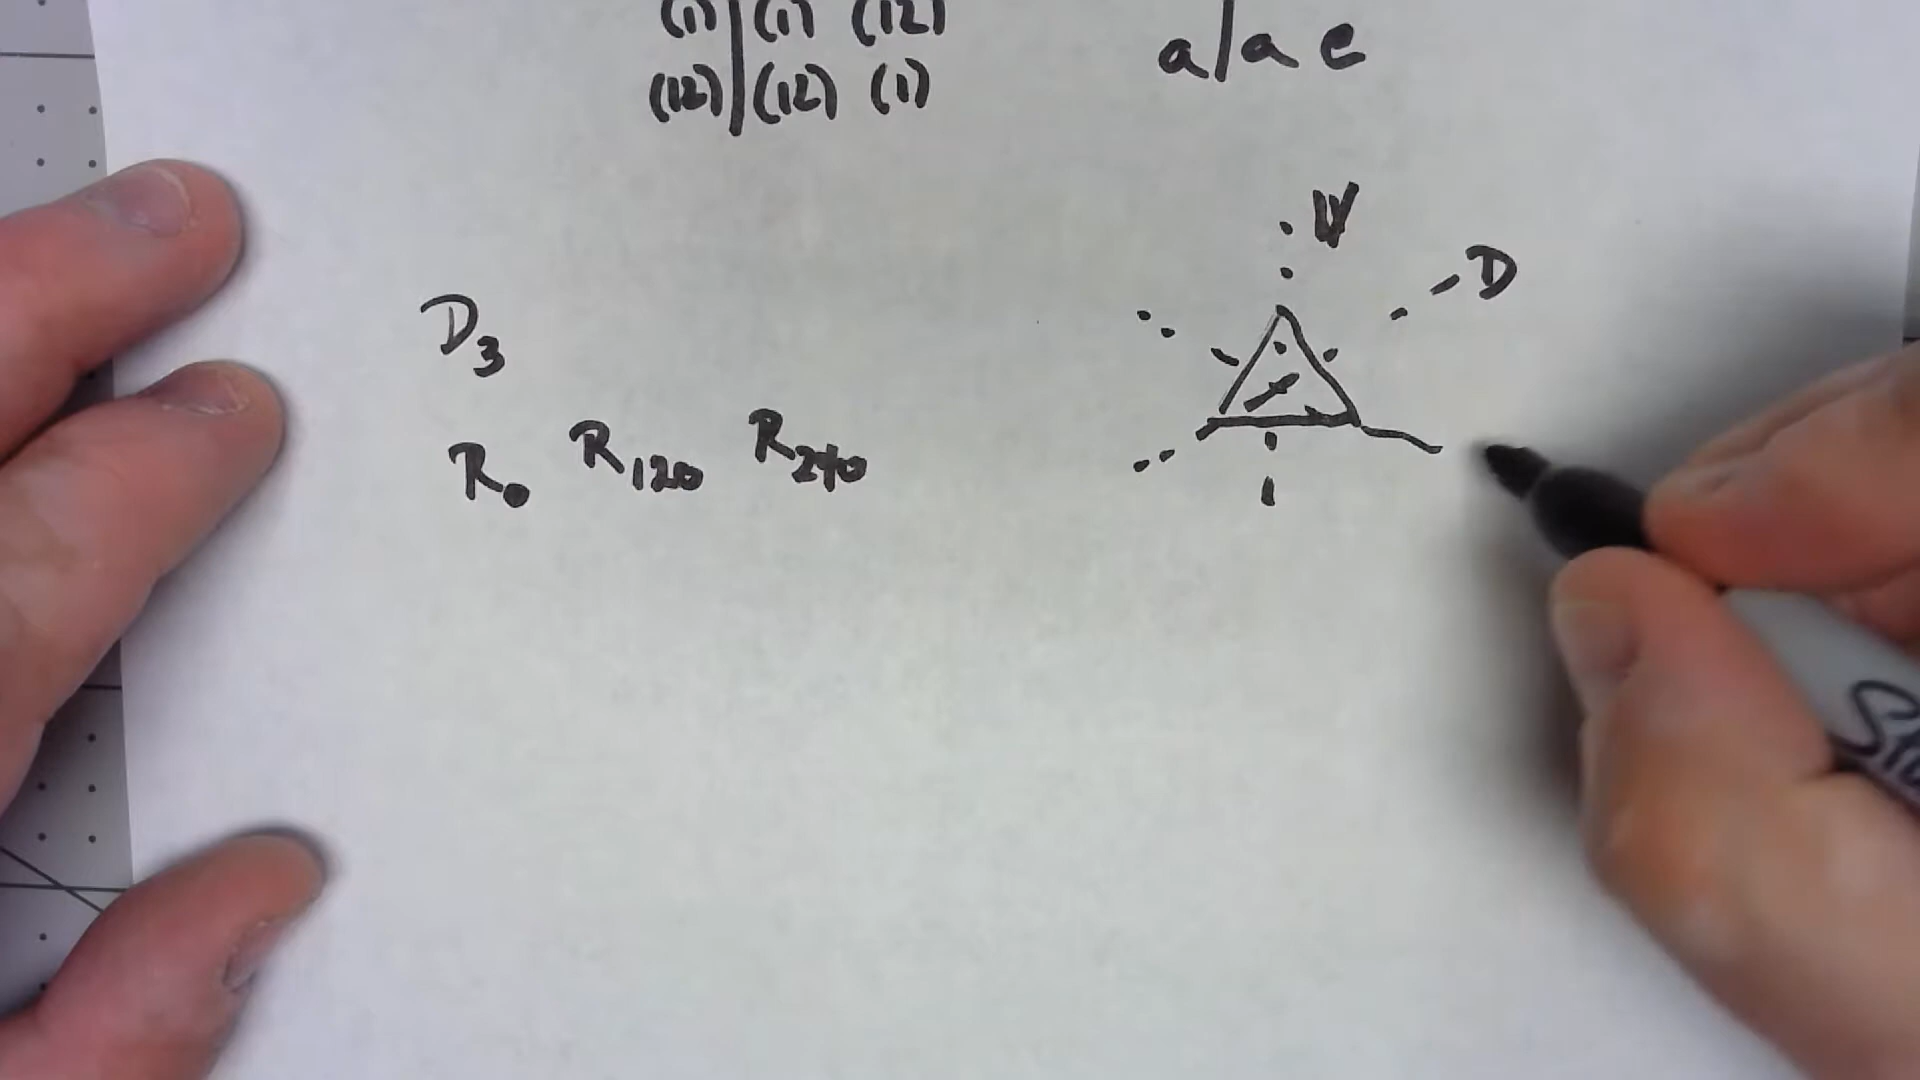 (1) | (1) (12)
(12) | (12) (1)
a | a e
V
D
D₃
R₀ R₁₂₀ R₂₄₀